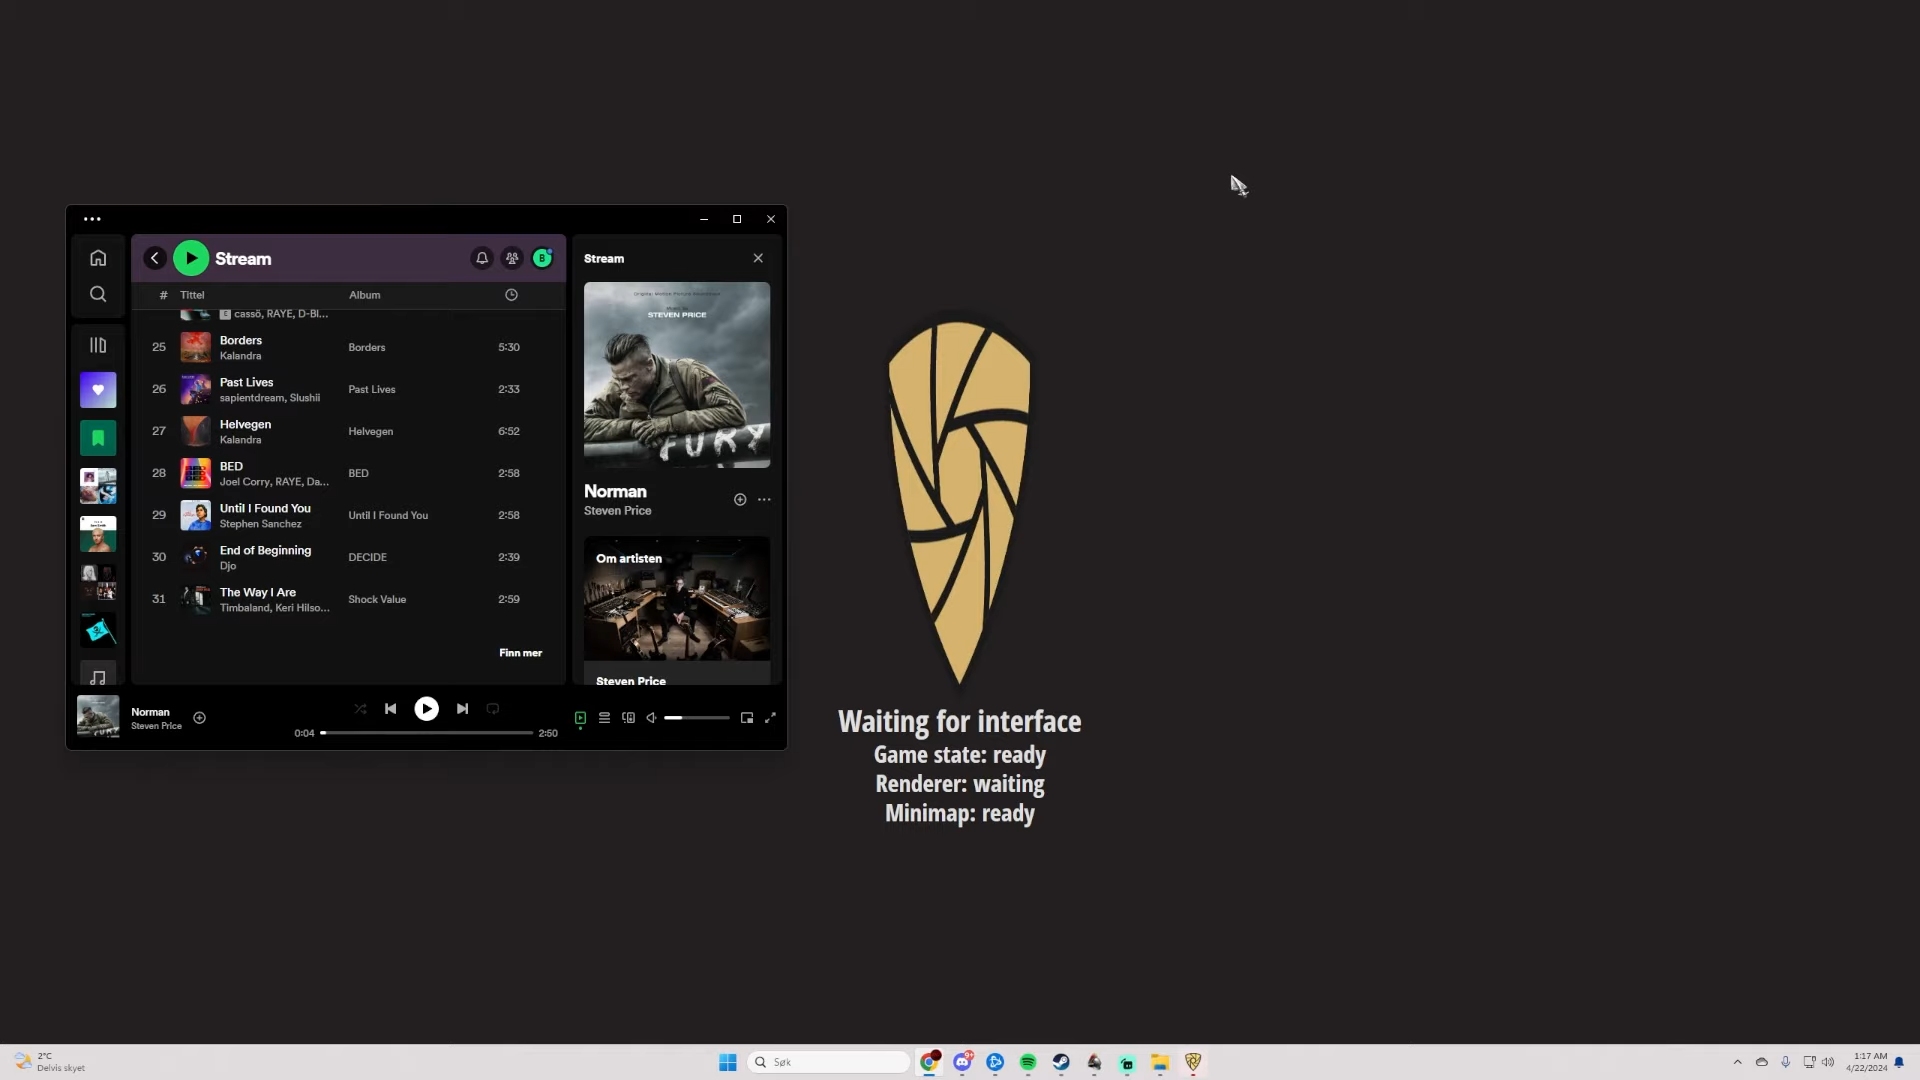 Stream
B
Stream
# Tittel Album
E cassö, RAYE, D-Bl...
25 Borders Borders 5:30
Kalandra
26 Past Lives Past Lives 2:33
sapientdream, Slushii
27 Helvegen Helvegen 6:52
Kalandra
28 BED BED 2:58
Joel Corry, RAYE, Da...
29 Until I Found You Until I Found You 2:58
Stephen Sanchez
30 End of Beginning DECIDE 2:39
Djo
31 The Way I Are Shock Value 2:59
Timbaland, Keri Hilso...
Finn mer
STEVEN PRICE
FURY
Norman
Steven Price
Om artisten
Steven Price
Norman
Steven Price
0:04 2:50
Waiting for interface
Game state: ready
Renderer: waiting
Minimap: ready
2°C
Delvis skyet
Søk
9+
1:17 AM
4/22/2024